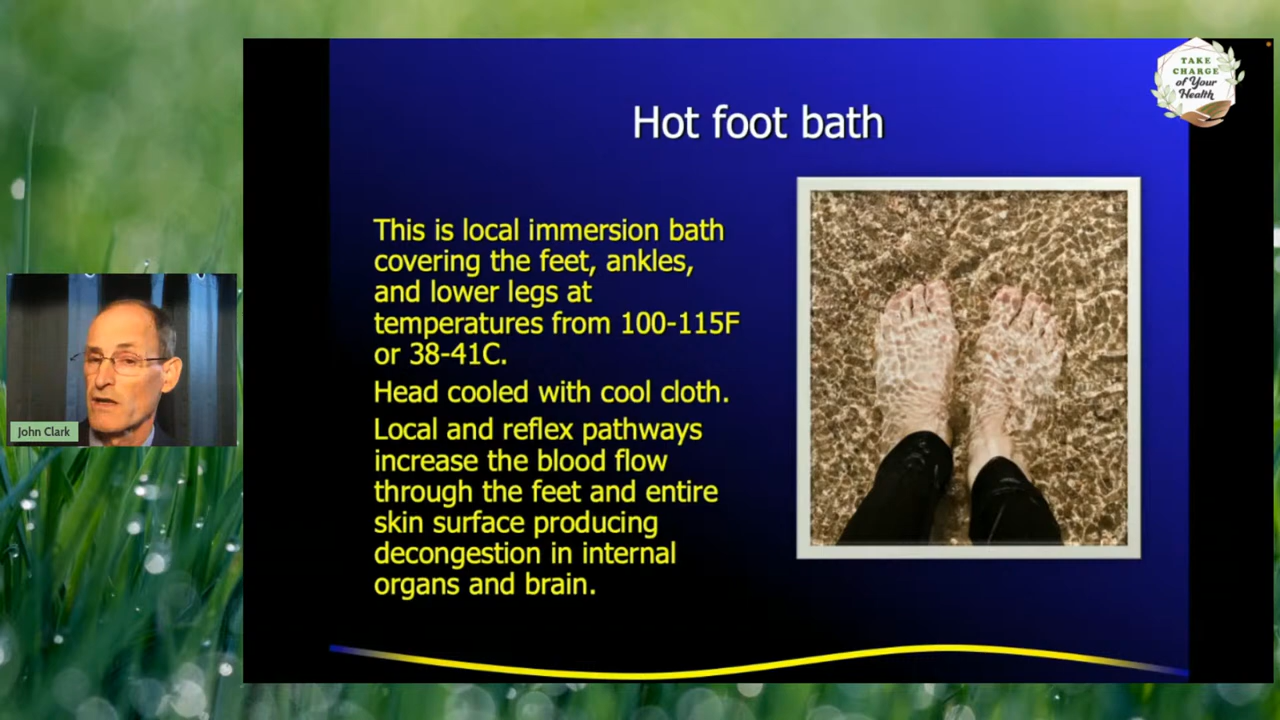 TAKE
CHARGE
of Your
Health
Hot foot bath
This is local immersion bath
covering the feet, ankles,
and lower legs at
temperatures from 100-115F
or 38-41C.
Head cooled with cool cloth.
Local and reflex pathways
increase the blood flow
through the feet and entire
skin surface producing
decongestion in internal
organs and brain.
John Clark